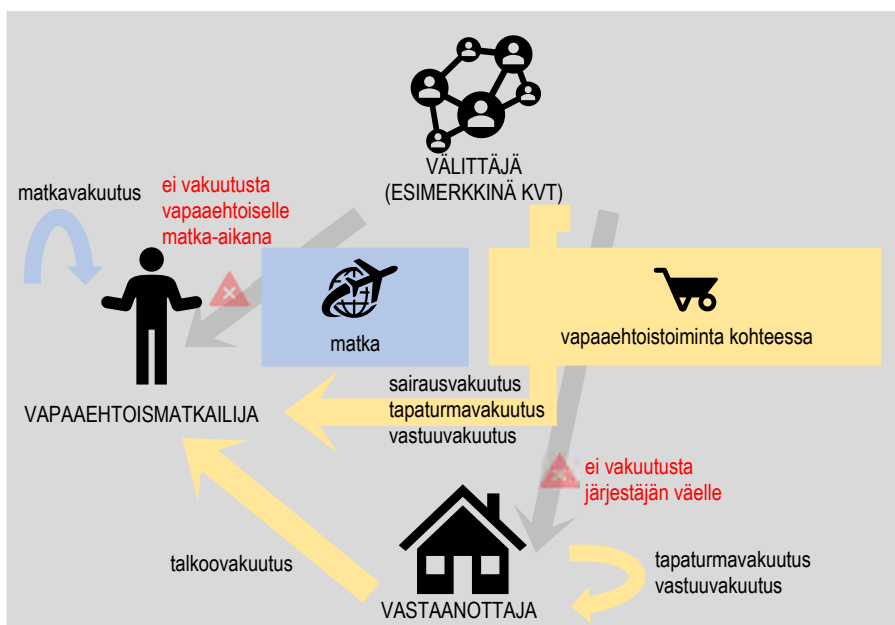 VÄLITTÄJÄ
(ESIMERKKINÄ KVT)
matkavakuutus
ei vakuutusta
vapaaehtoiselle
matka-aikana
matka
vapaaehtoistoiminta kohteessa
VAPAAEHTOISMATKAILIJA
sairausvakuutus
tapaturmavakuutus
vastuuvakuutus
ei vakuutusta
järjestäjän väelle
talkoovakuutus
VASTAANOTTAJA
tapaturmavakuutus
vastuuvakuutus